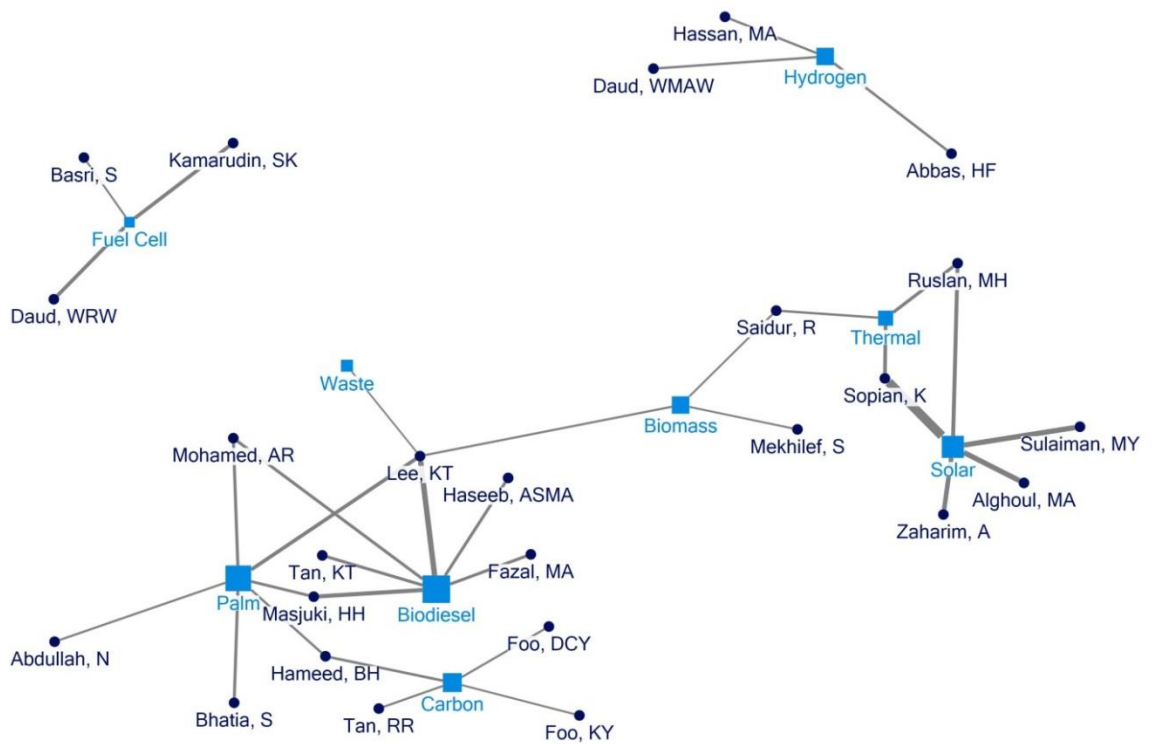 Hassan, MA
Hydrogen
Daud, WMAW
Kamarudin, SK
Basri, S
Abbas, HF
Fuel Cell
Daud, WRW
Ruslan, MH
Saidur, R
Thermal
Waste
Sopian, K
Biomass
Mekhilef, S
Sulaiman, MY
Mohamed, AR
Lee, KT
Solar
Haseeb, ASMA
Alghoul, MA
Zaharim, A
Tan, KT
Fazal, MA
Palm
Masjuki, HH
Biodiesel
Foo, DCY
Abdullah, N
Hameed, BH
Carbon
Bhatia, S
Tan, RR
Foo, KY